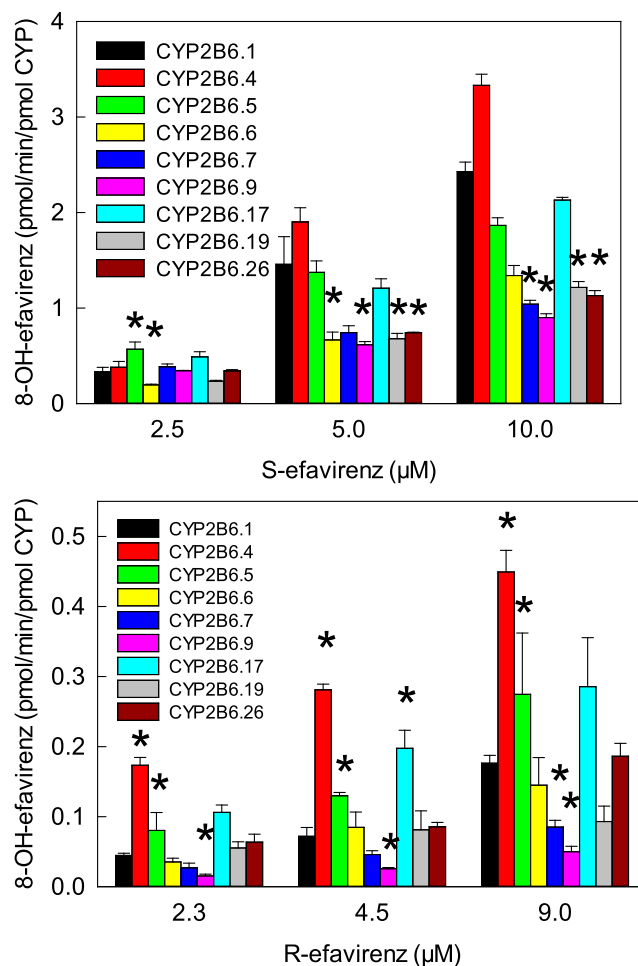 8-OH-efavirenz (pmol/min/pmol CYP)
4
3
2
1
0
CYP2B6.1
CYP2B6.4
CYP2B6.5
CYP2B6.6
CYP2B6.7
CYP2B6.9
CYP2B6.17
CYP2B6.19
CYP2B6.26
* *
* * * *
* * * *
2.5 5.0 10.0
S-efavirenz (µM)
8-OH-efavirenz (pmol/min/pmol CYP)
0.5
0.4
0.3
0.2
0.1
0.0
CYP2B6.1
CYP2B6.4
CYP2B6.5
CYP2B6.6
CYP2B6.7
CYP2B6.9
CYP2B6.17
CYP2B6.19
CYP2B6.26
* * *
* * * *
* * * *
2.3 4.5 9.0
R-efavirenz (µM)